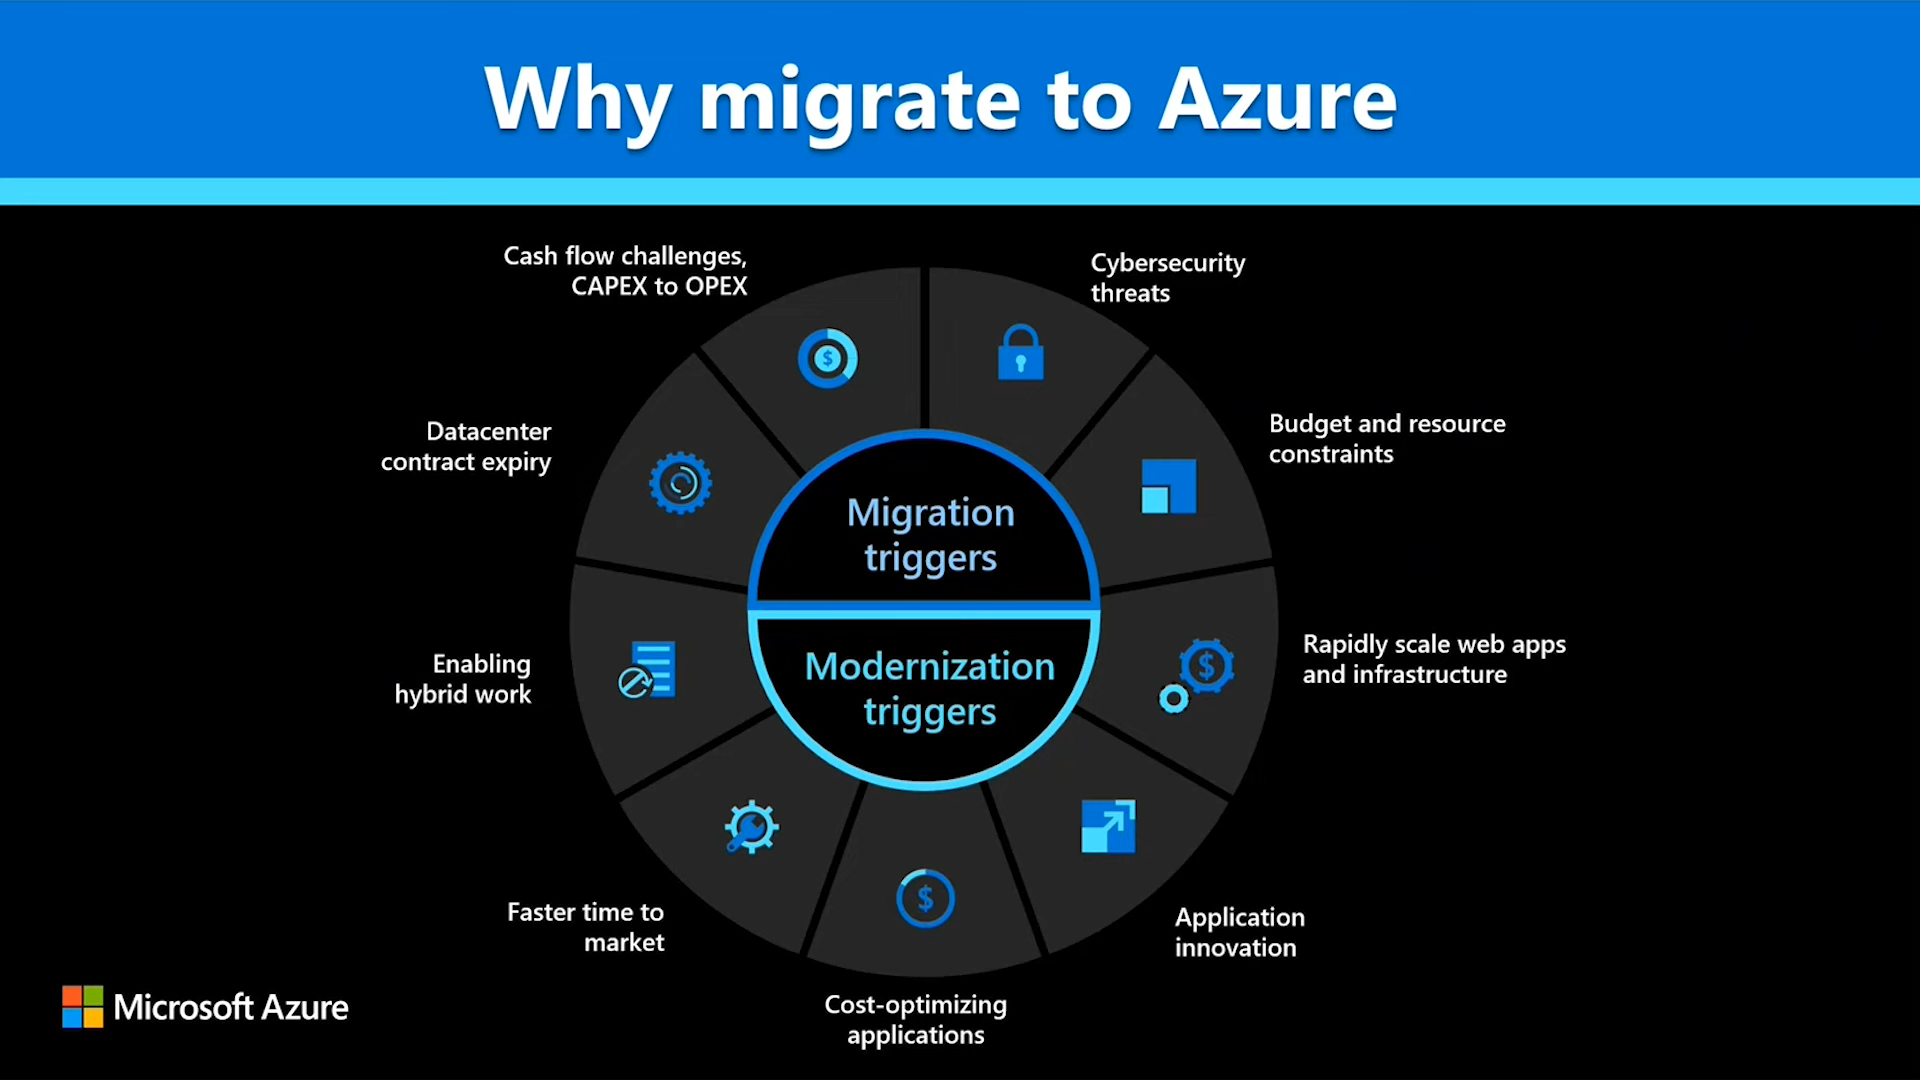 Why migrate to Azure
Cash flow challenges,
CAPEX to OPEX
Cybersecurity
threats
Budget and resource
constraints
Datacenter
contract expiry
Migration
triggers
Rapidly scale web apps
and infrastructure
Enabling
hybrid work
Modernization
triggers
Faster time to
market
Application
innovation
Cost-optimizing
applications
Microsoft Azure
$
$
$